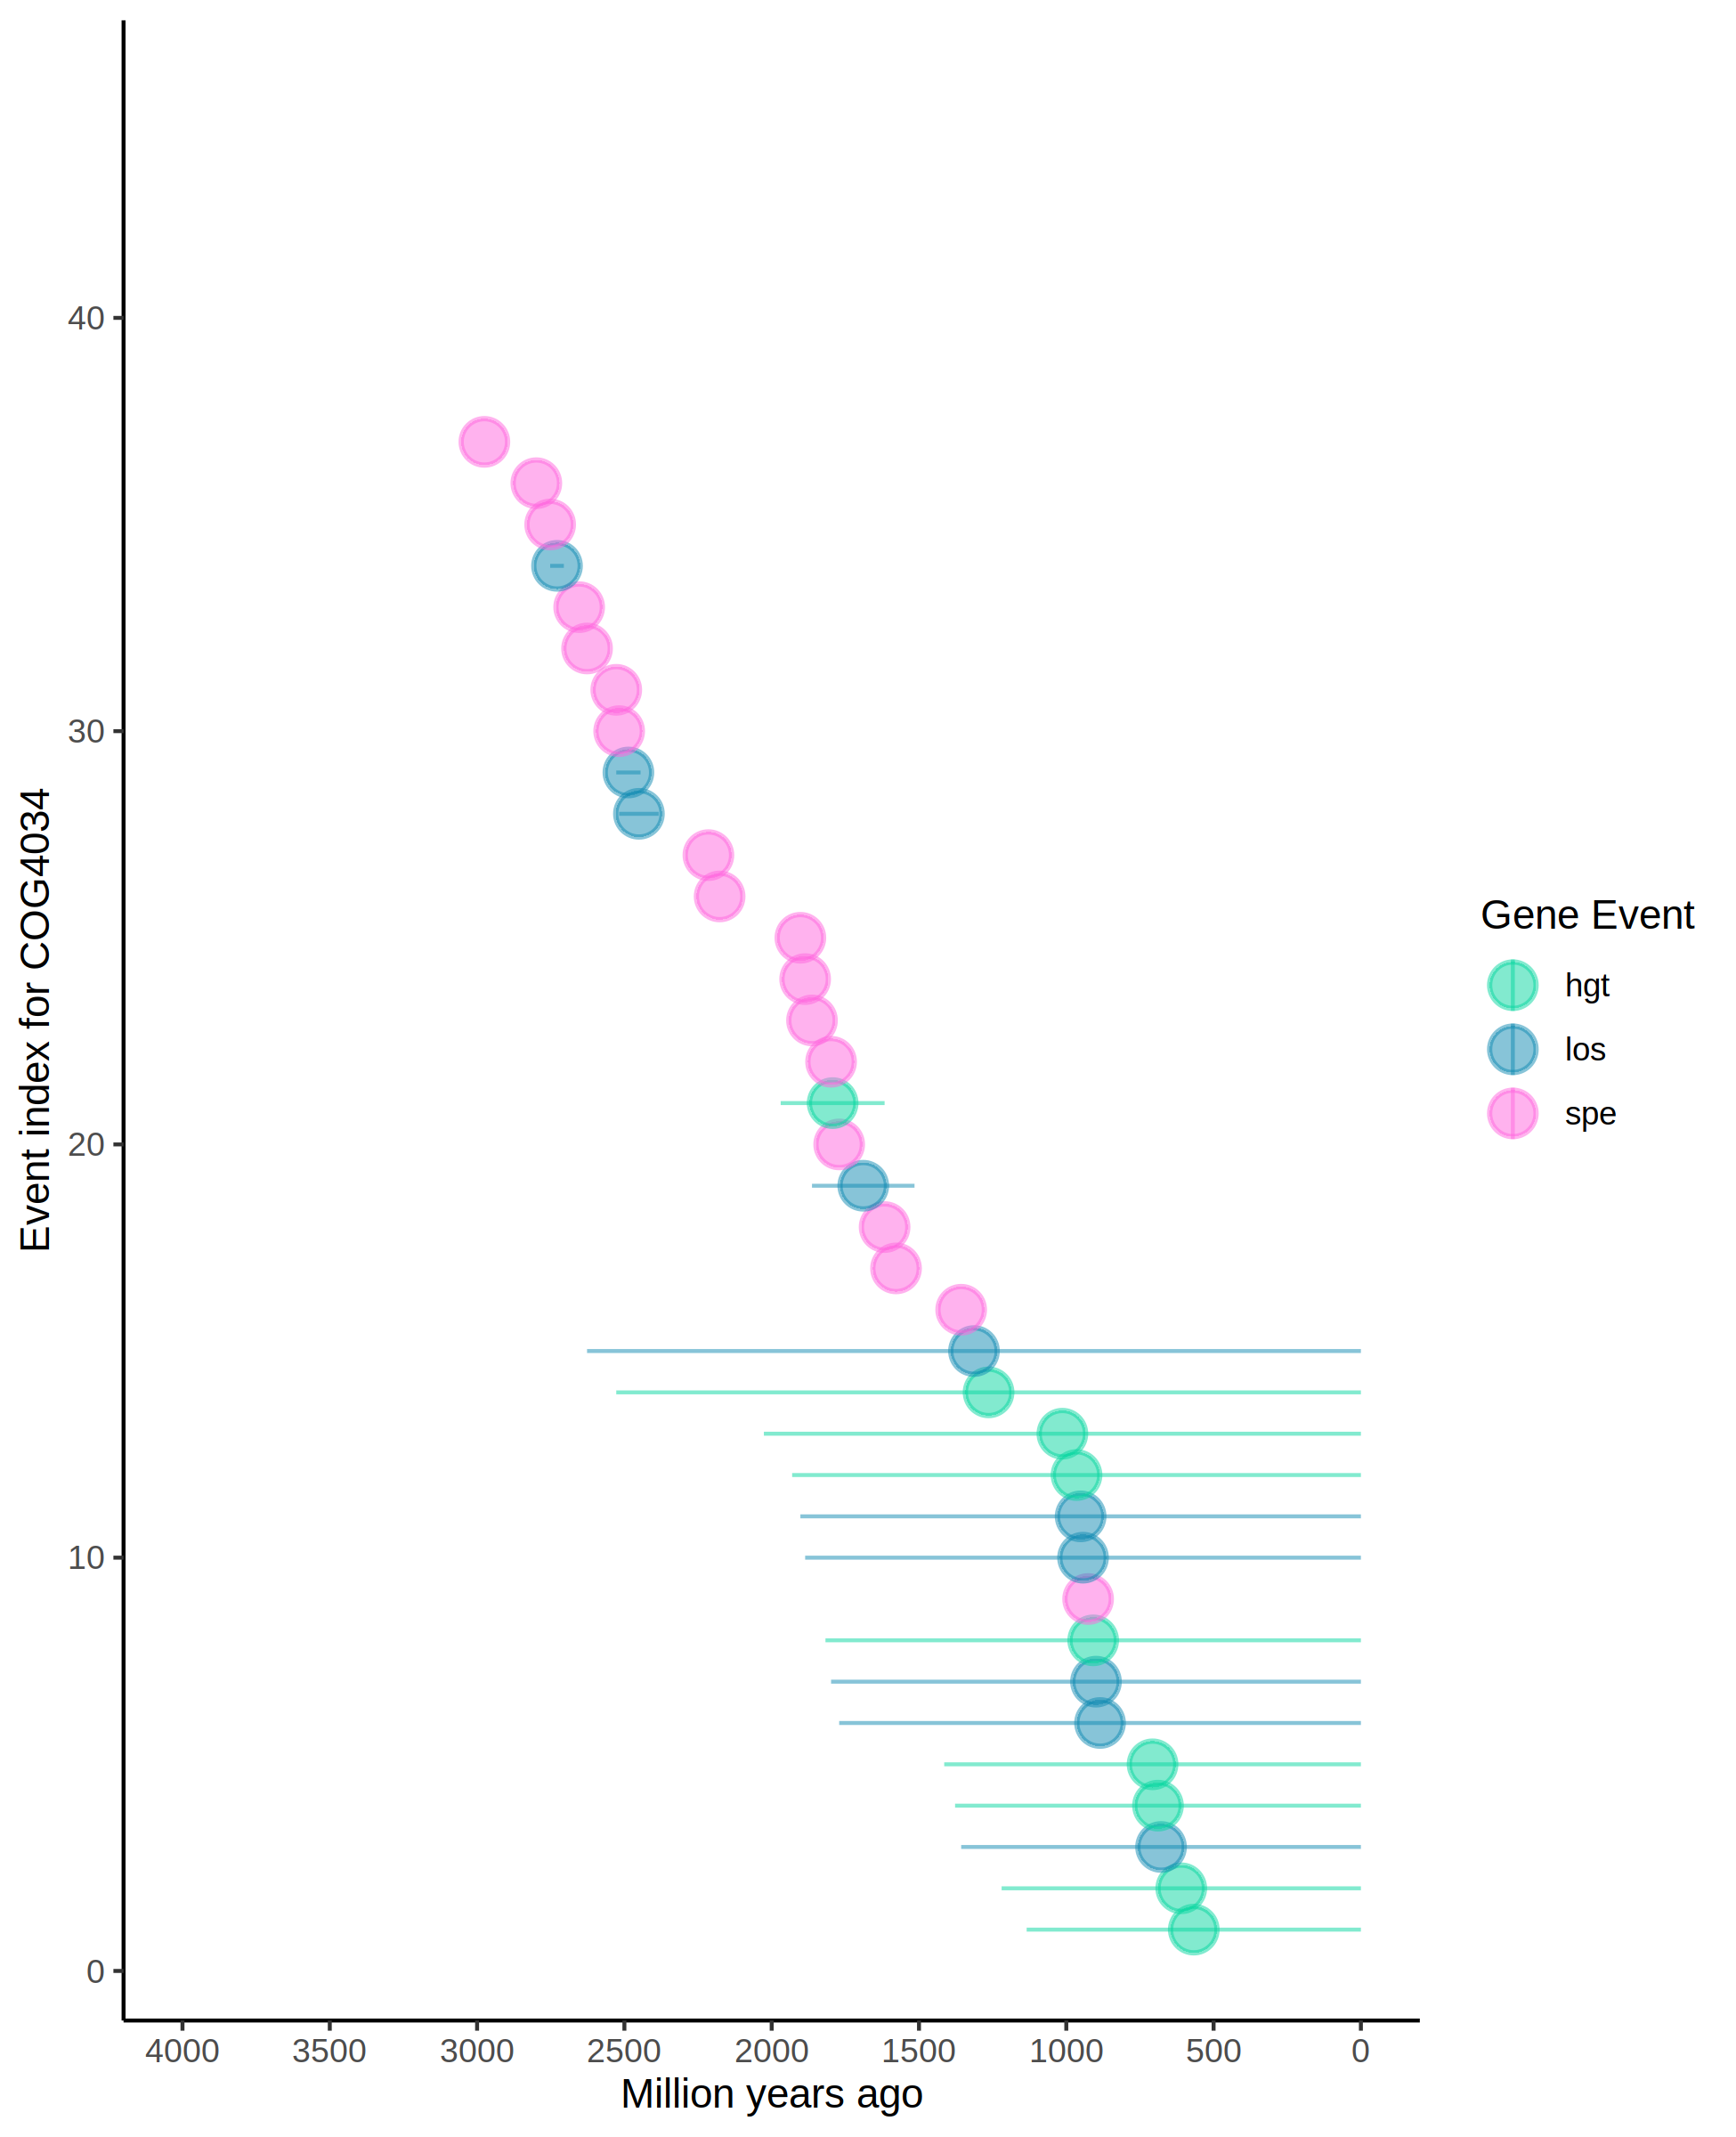 40
30
20
10
0
Event index for COG4034
4000 3500 3000 2500 2000 1500 1000 500 0
Million years ago
Gene Event
hgt
los
spe